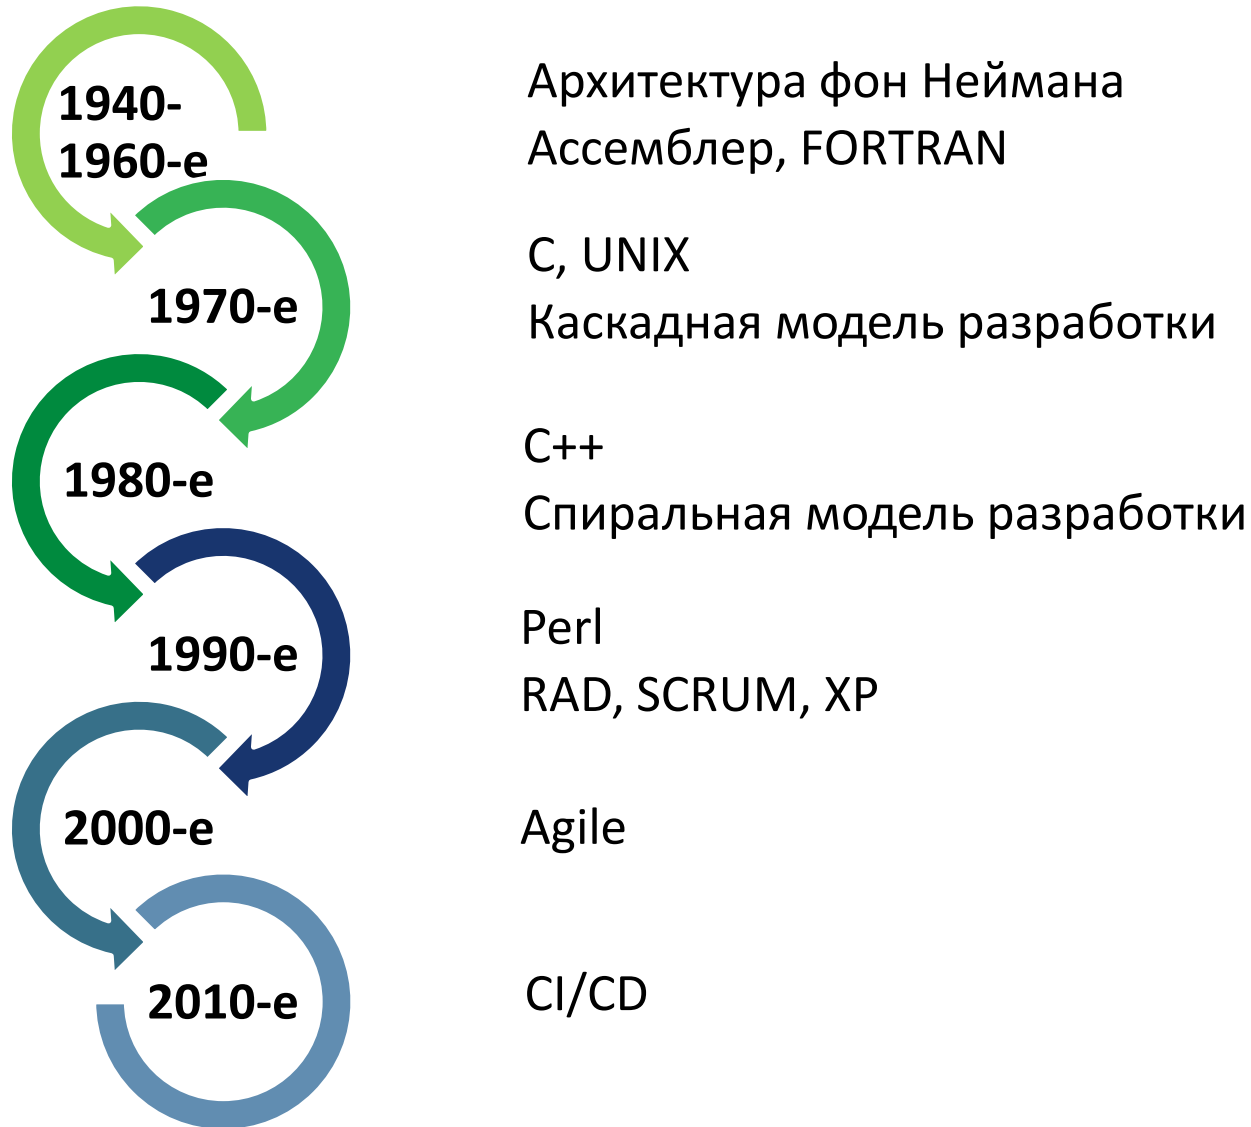 1940-
1960-е
Архитектура фон Неймана
Ассемблер, FORTRAN
1970-е
C, UNIX
Каскадная модель разработки
1980-е
C++
Спиральная модель разработки
1990-е
Perl
RAD, SCRUM, XP
2000-е
Agile
2010-е
CI/CD